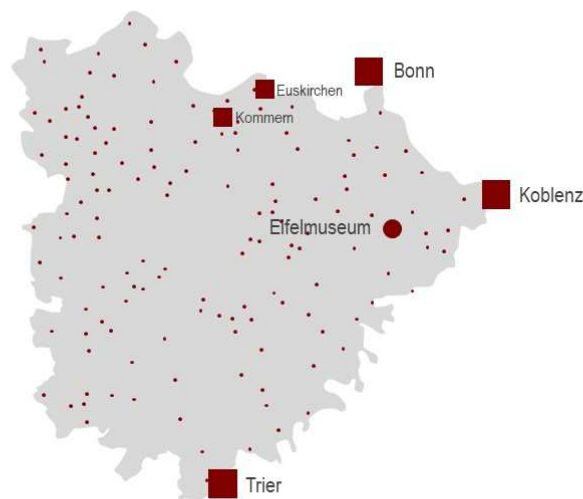 Bonn
Euskirchen
Kommern
Koblenz
Eifelmuseum
Trier